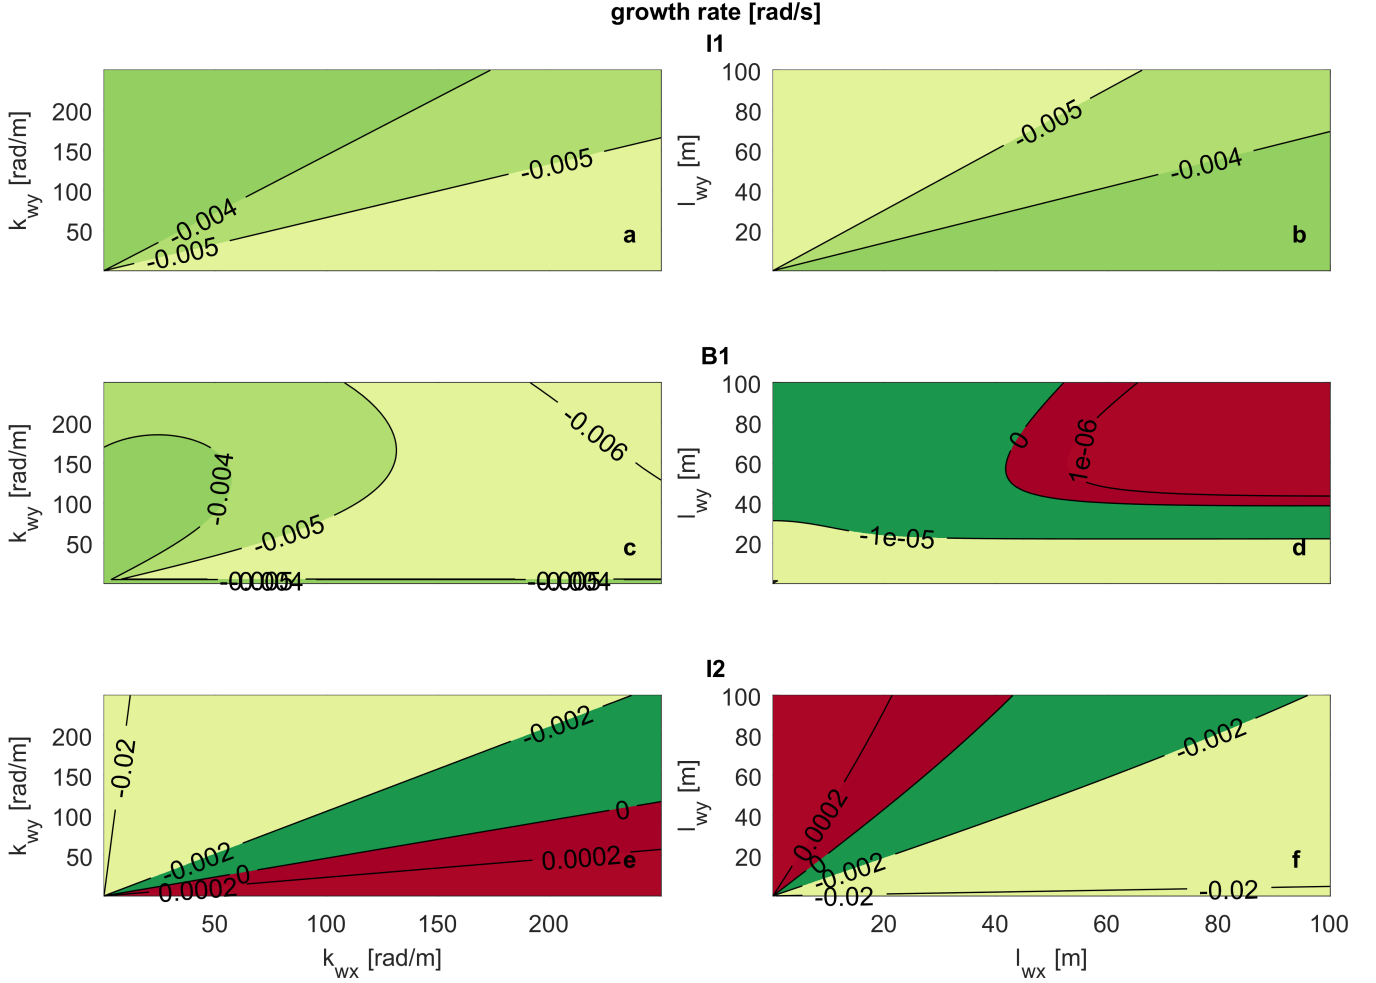 growth rate [rad/s]
I1
k_wy [rad/m]
200
150
100
50
-0.004
-0.005
-0.005
a
l_wy [m]
100
80
60
40
20
-0.005
-0.004
b
B1
k_wy [rad/m]
200
150
100
50
-0.004
-0.005
-0.006
c
l_wy [m]
100
80
60
40
20
0
1e-06
-1e-05
d
I2
k_wy [rad/m]
200
150
100
50
-0.02
-0.002
-0.002
0
0
0.0002
0.0002
e
50
100
150
200
k_wx [rad/m]
l_wy [m]
100
80
60
40
20
0.0002
0
-0.002
-0.002
-0.02
-0.02
f
20
40
60
80
100
l_wx [m]